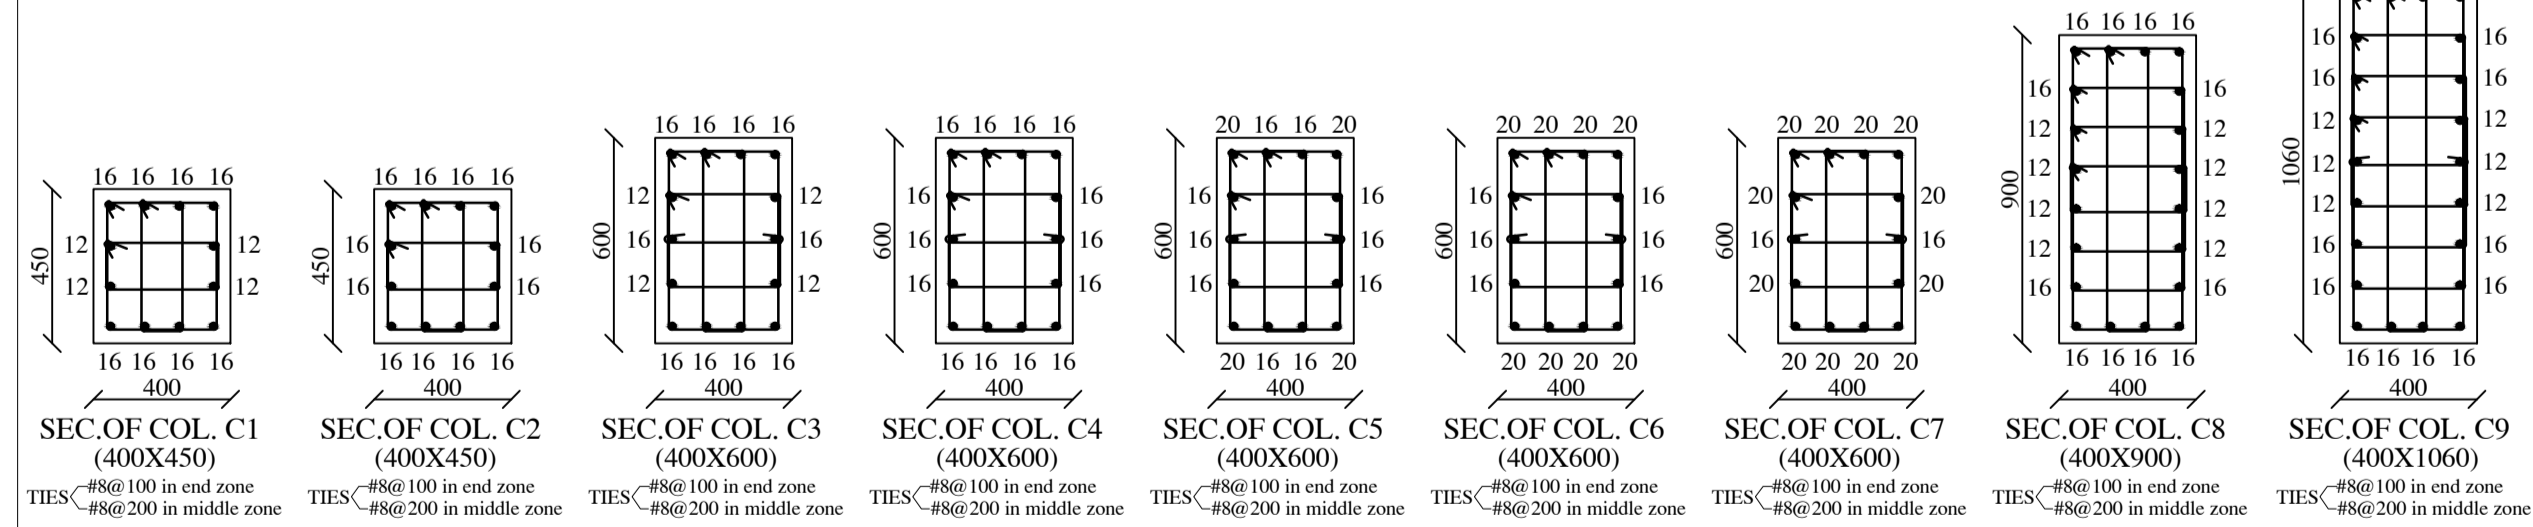 16 16 16 16
450
12 12
12 12
16 16 16 16
400
SEC.OF COL. C1
(400X450)
TIES #8@100 in end zone
#8@200 in middle zone
16 16 16 16
450
16 16
16 16
16 16 16 16
400
SEC.OF COL. C2
(400X450)
TIES #8@100 in end zone
#8@200 in middle zone
16 16 16 16
600
12 12
16 16
12 12
16 16 16 16
400
SEC.OF COL. C3
(400X600)
TIES #8@100 in end zone
#8@200 in middle zone
16 16 16 16
600
16 16
16 16
16 16
16 16 16 16
400
SEC.OF COL. C4
(400X600)
TIES #8@100 in end zone
#8@200 in middle zone
20 16 16 20
600
16 16
16 16
16 16
20 16 16 20
400
SEC.OF COL. C5
(400X600)
TIES #8@100 in end zone
#8@200 in middle zone
20 20 20 20
600
16 16
16 16
16 16
20 20 20 20
400
SEC.OF COL. C6
(400X600)
TIES #8@100 in end zone
#8@200 in middle zone
20 20 20 20
600
20 20
16 16
20 20
20 20 20 20
400
SEC.OF COL. C7
(400X600)
TIES #8@100 in end zone
#8@200 in middle zone
16 16 16 16
900
16 16
12 12
12 12
12 12
12 12
16 16
16 16 16 16
400
SEC.OF COL. C8
(400X900)
TIES #8@100 in end zone
#8@200 in middle zone
1060
16 16
16 16
12 12
12 12
12 12
16 16
16 16
16 16 16 16
400
SEC.OF COL. C9
(400X1060)
TIES #8@100 in end zone
#8@200 in middle zone